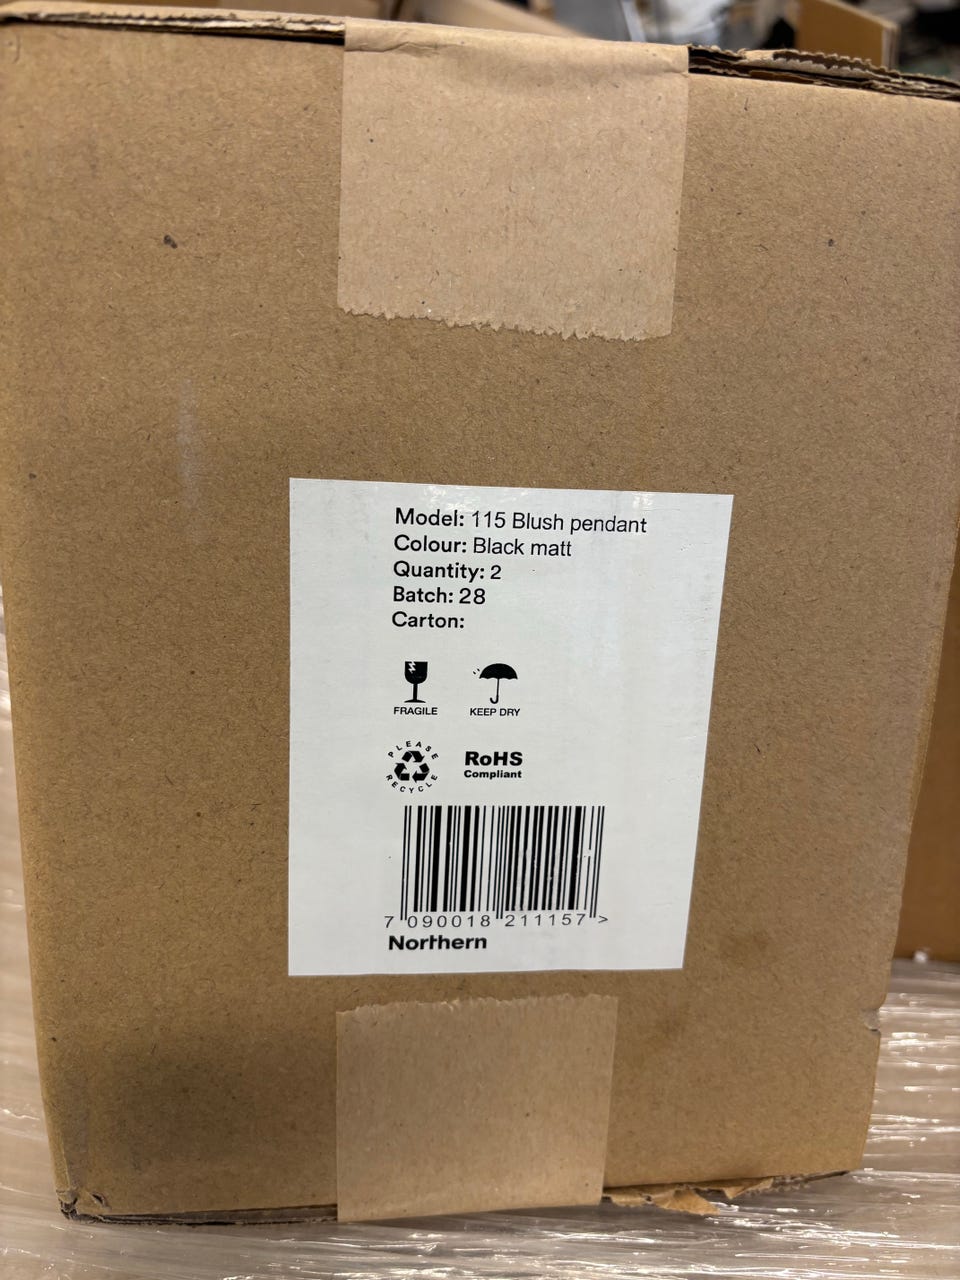 Model: 115 Blush pendant
Colour: Black matt
Quantity: 2
Batch: 28
Carton:
FRAGILE
KEEP DRY
PLEASE
RECYCLE
RoHS
Compliant
7 090018 211157 >
Northern